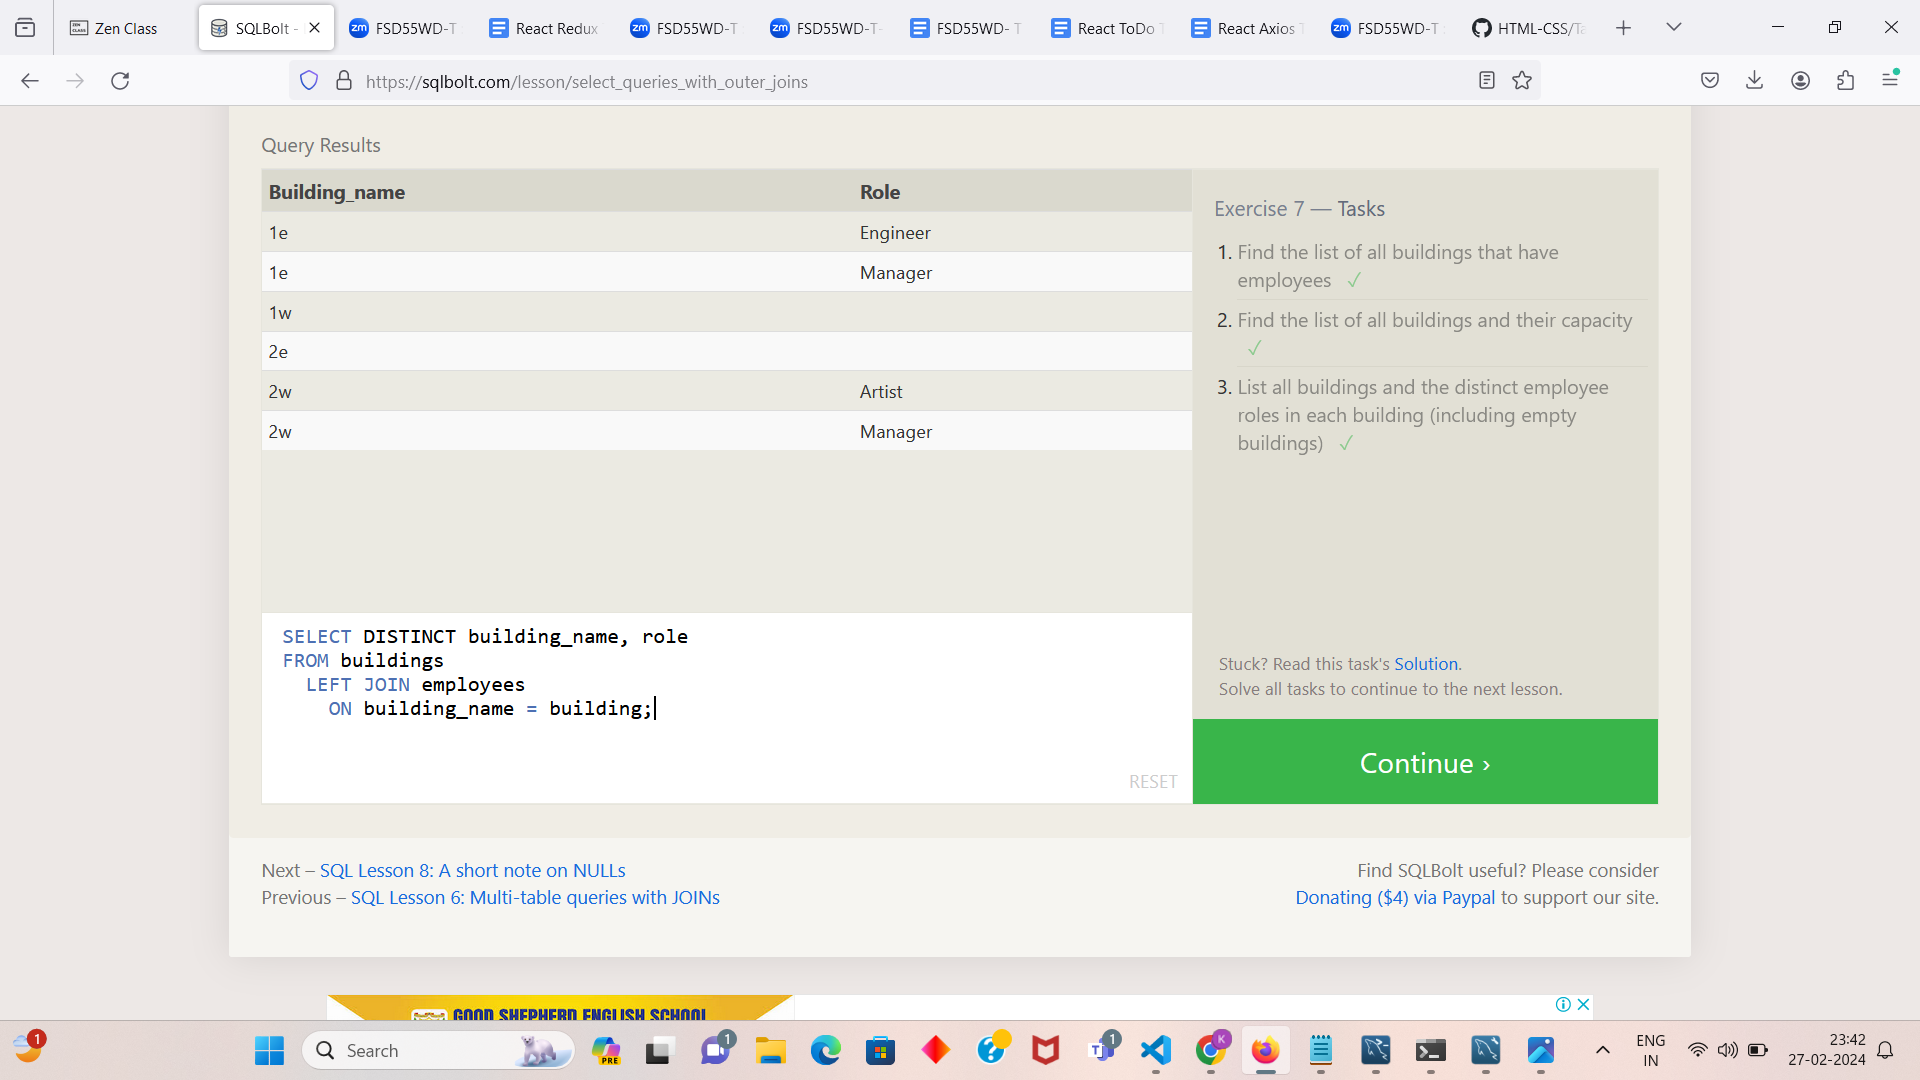 Zen Class
SQLBolt -
FSD55WD-T
React Redux
FSD55WD-T
FSD55WD-T-
FSD55WD- T
React ToDo T
React Axios T
FSD55WD-T
HTML-CSS/Ta
https://sqlbolt.com/lesson/select_queries_with_outer_joins
Query Results
Building_name Role
1e Engineer
1e Manager
1w
2e
2w Artist
2w Manager
Exercise 7 — Tasks
1. Find the list of all buildings that have
employees ✓
2. Find the list of all buildings and their capacity
✓
3. List all buildings and the distinct employee
roles in each building (including empty
buildings) ✓
SELECT DISTINCT building_name, role
FROM buildings
LEFT JOIN employees
ON building_name = building;
RESET
Stuck? Read this task's Solution.
Solve all tasks to continue to the next lesson.
Continue ›
Next – SQL Lesson 8: A short note on NULLs
Previous – SQL Lesson 6: Multi-table queries with JOINs
Find SQLBolt useful? Please consider
Donating ($4) via Paypal to support our site.
GOOD SHEPHERD ENGLISH SCHOOL
1
Search
PRE
1
1
K
ENG
IN
23:42
27-02-2024